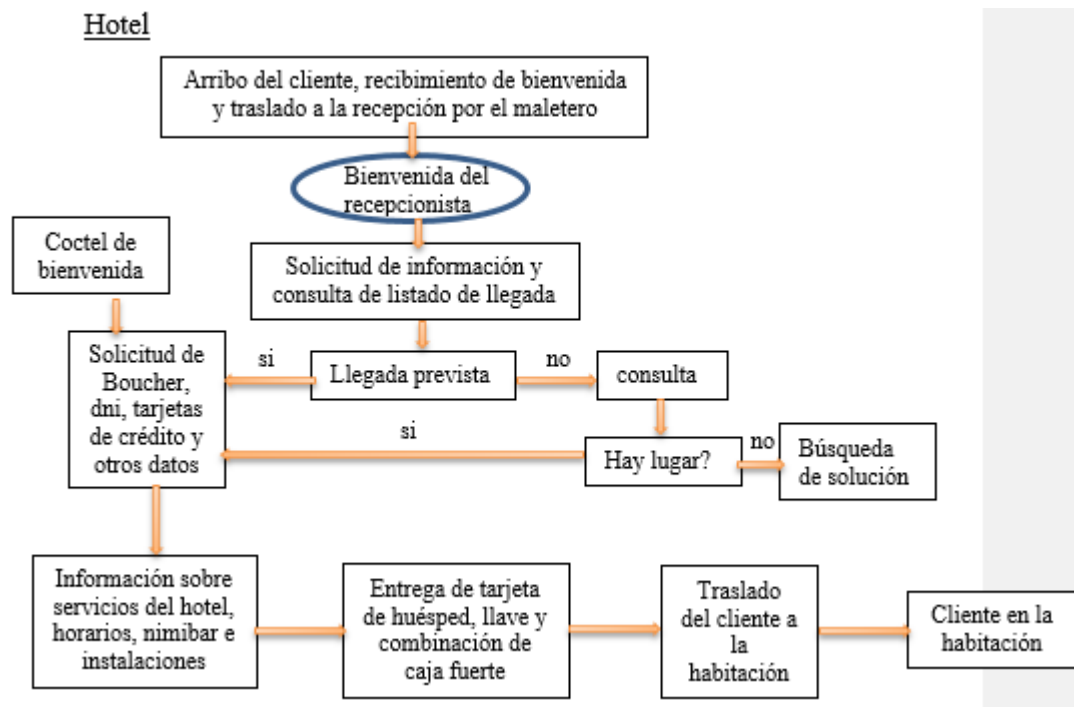 Hotel
Arribo del cliente, recibimiento de bienvenida
y traslado a la recepción por el maletero
Bienvenida del
recepcionista
Coctel de
bienvenida
Solicitud de información y
consulta de listado de llegada
Solicitud de
Boucher,
dni, tarjetas
de crédito y
otros datos
si
Llegada prevista
no
consulta
si
Hay lugar?
no
Búsqueda
de solución
Información sobre
servicios del hotel,
horarios, nimibar e
instalaciones
Entrega de tarjeta
de huésped, llave y
combinación de
caja fuerte
Traslado
del cliente a
la
habitación
Cliente en la
habitación